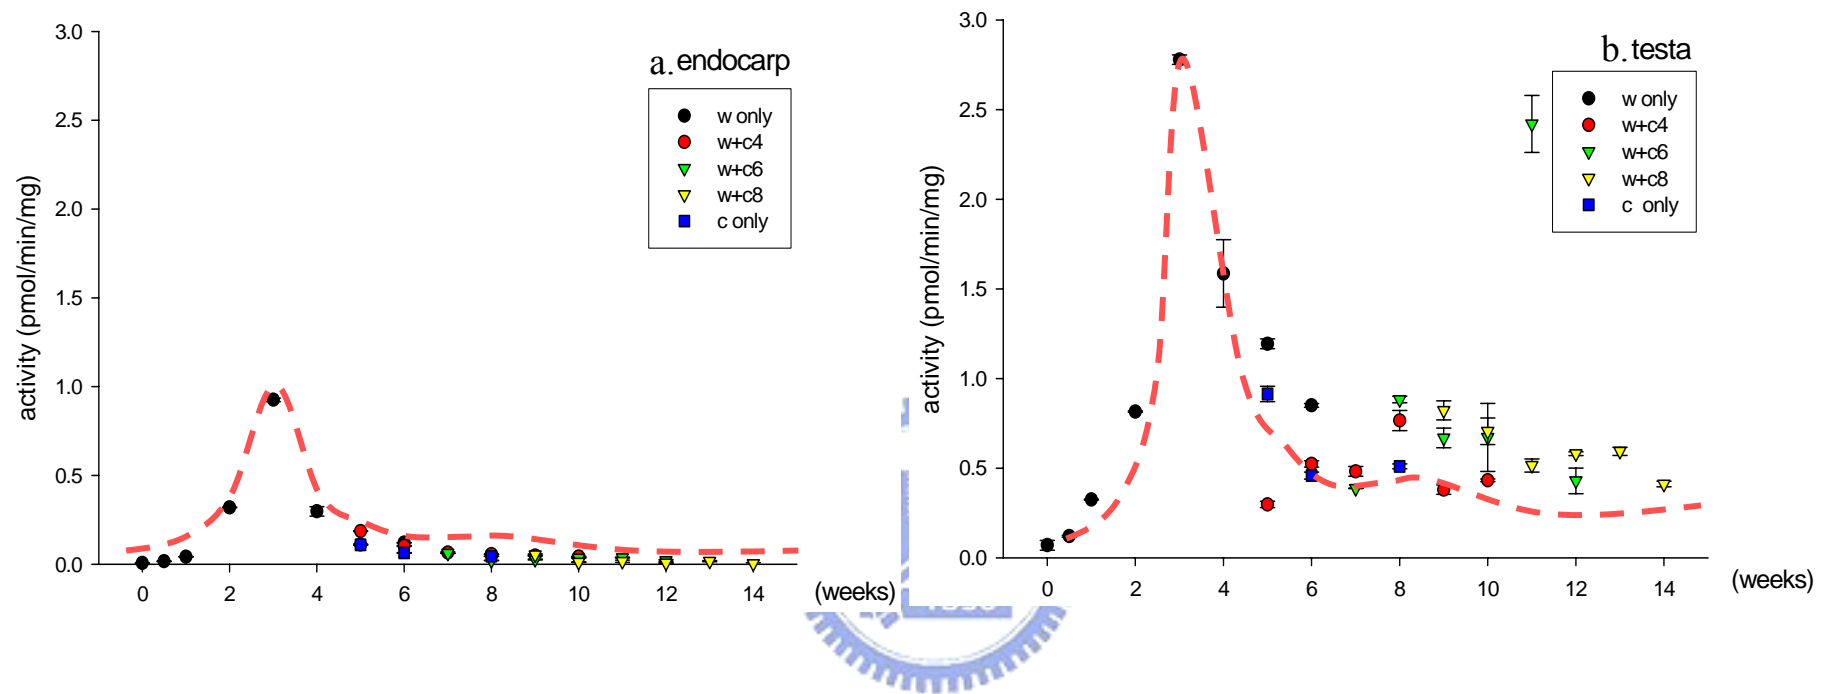 a. endocarp
w only
w+c4
w+c6
w+c8
c only
activity (pmol/min/mg)
3.0
2.5
2.0
1.5
1.0
0.5
0.0
0 2 4 6 8 10 12 14
(weeks)
b. testa
w only
w+c4
w+c6
w+c8
c only
activity (pmol/min/mg)
3.0
2.5
2.0
1.5
1.0
0.5
0.0
0 2 4 6 8 10 12 14
(weeks)